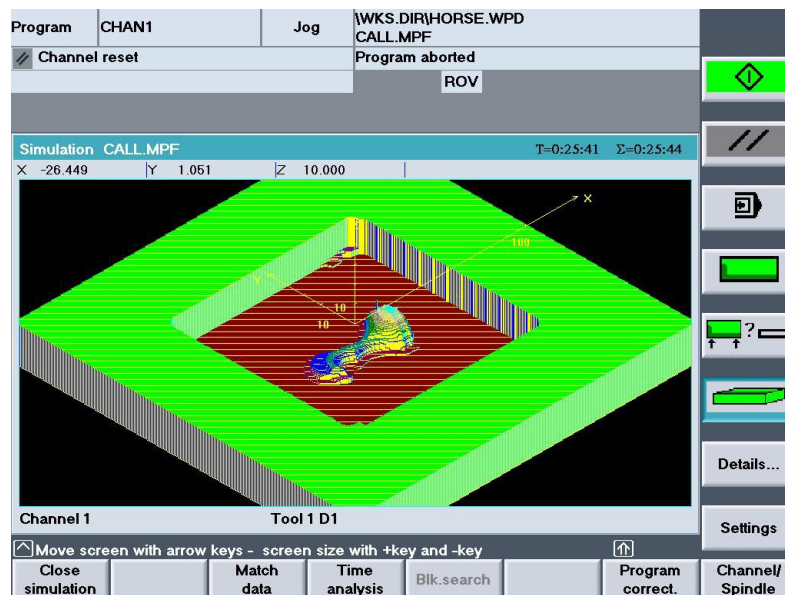 Program CHAN1 Jog \WKS.DIR\HORSE.WPD
CALL.MPF
Channel reset Program aborted
ROV
Simulation CALL.MPF T=0:25:41 Σ=0:25:44
X -26.449 Y 1.051 Z 10.000
X
100
Y
10
10
?
Details...
Channel 1 Tool 1 D1
Settings
Move screen with arrow keys - screen size with +key and -key
Close simulation
Match data
Time analysis
Blk.search
Program correct.
Channel/ Spindle